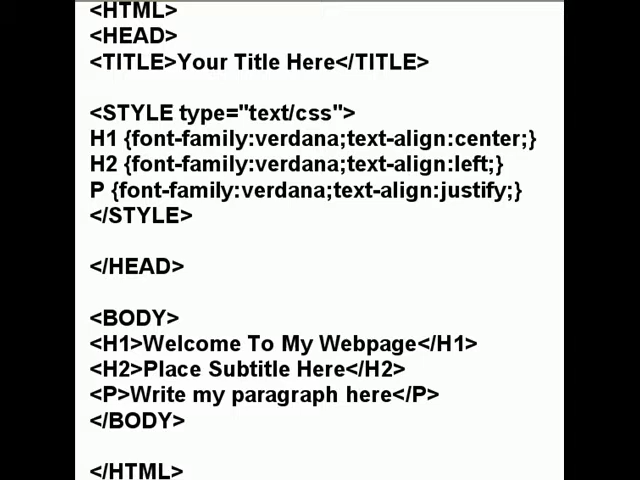 <HTML>
<HEAD>
<TITLE>Your Title Here</TITLE>
<STYLE type="text/css">
H1 {font-family:verdana;text-align:center;}
H2 {font-family:verdana;text-align:left;}
P {font-family:verdana;text-align:justify;}
</STYLE>
</HEAD>
<BODY>
<H1>Welcome To My Webpage</H1>
<H2>Place Subtitle Here</H2>
<P>Write my paragraph here</P>
</BODY>
</HTML>